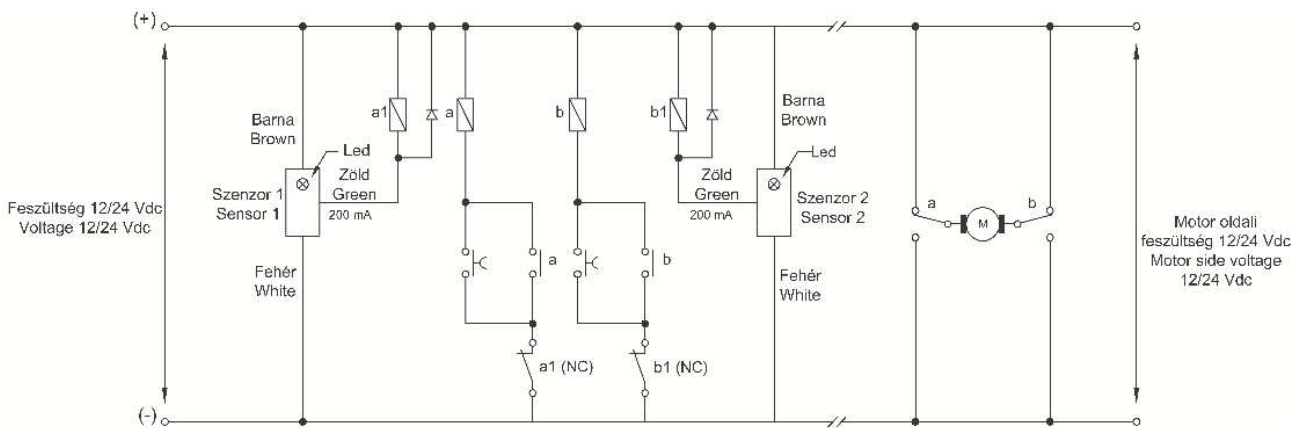 (+)
Feszültség 12/24 Vdc
Voltage 12/24 Vdc
(-)
Barna
Brown
Led
Szenzor 1
Sensor 1
Zöld
Green
200 mA
Fehér
White
a1
a
a
a1 (NC)
b
b
b1 (NC)
b1
Zöld
Green
200 mA
Barna
Brown
Led
Szenzor 2
Sensor 2
Fehér
White
a
M
b
Motor oldali
feszültség 12/24 Vdc
Motor side voltage
12/24 Vdc